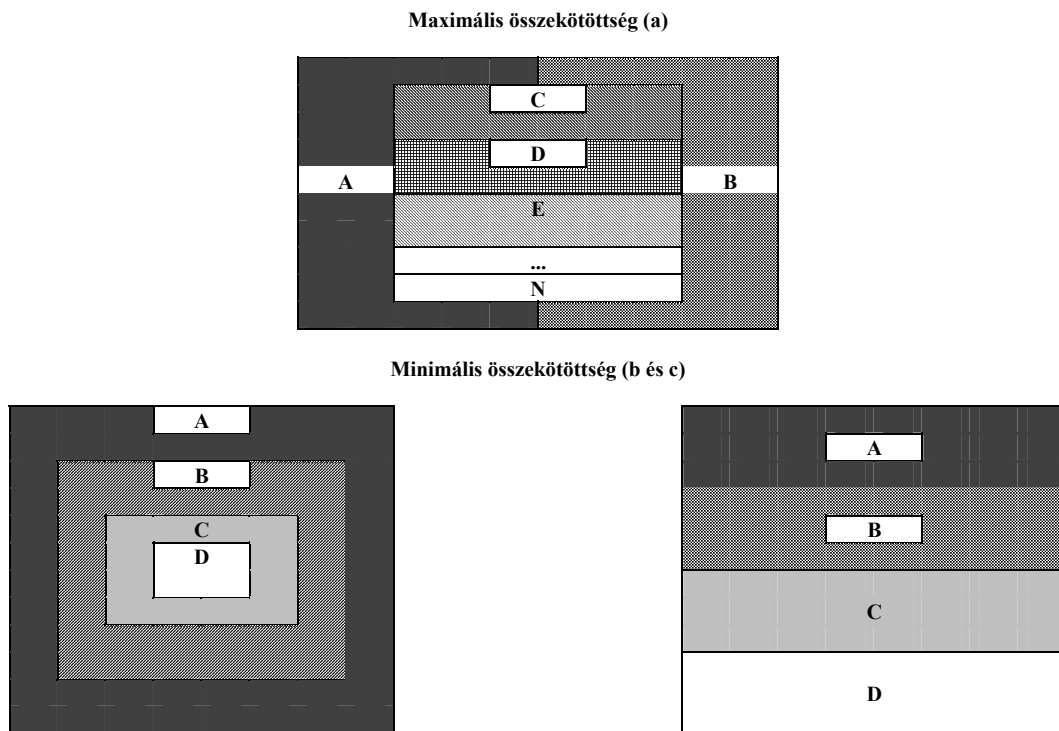 Maximális összekötöttség (a)
C
D
A
B
E
...
N
Minimális összekötöttség (b és c)
A
B
C
D
A
B
C
D